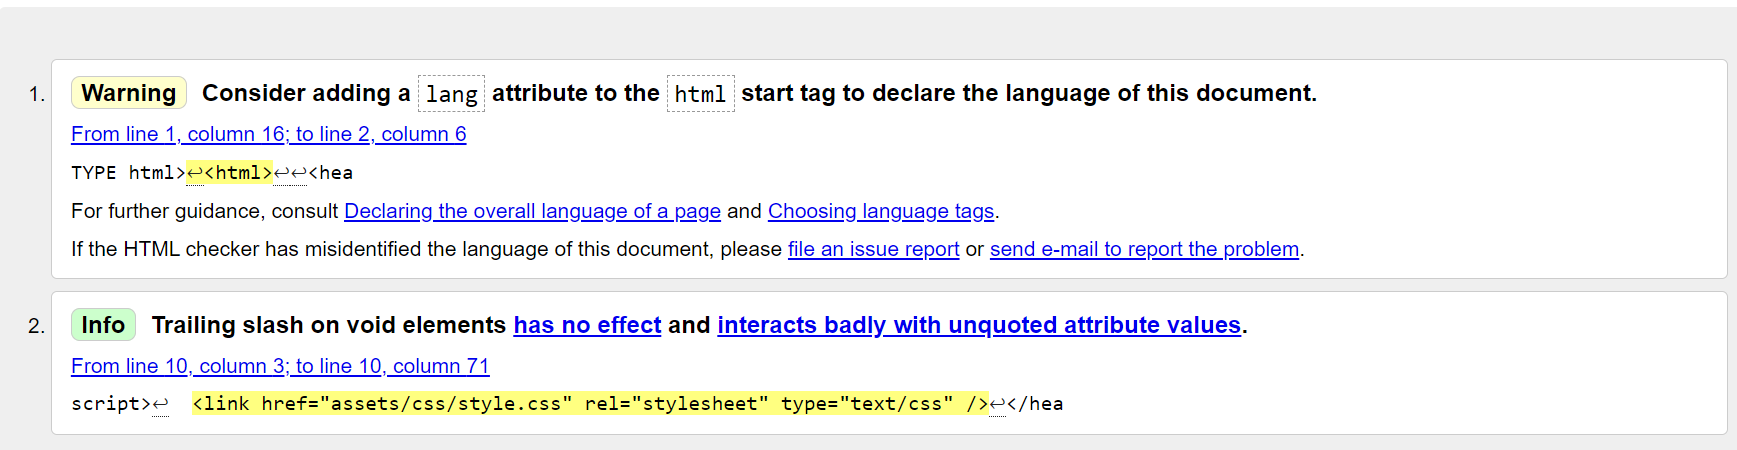 1. Warning Consider adding a lang attribute to the html start tag to declare the language of this document.
From line 1, column 16; to line 2, column 6
TYPE html>↩<html>↩↩<hea
For further guidance, consult Declaring the overall language of a page and Choosing language tags.
If the HTML checker has misidentified the language of this document, please file an issue report or send e-mail to report the problem.
2. Info Trailing slash on void elements has no effect and interacts badly with unquoted attribute values.
From line 10, column 3; to line 10, column 71
script>↩  <link href="assets/css/style.css" rel="stylesheet" type="text/css" />↩</hea